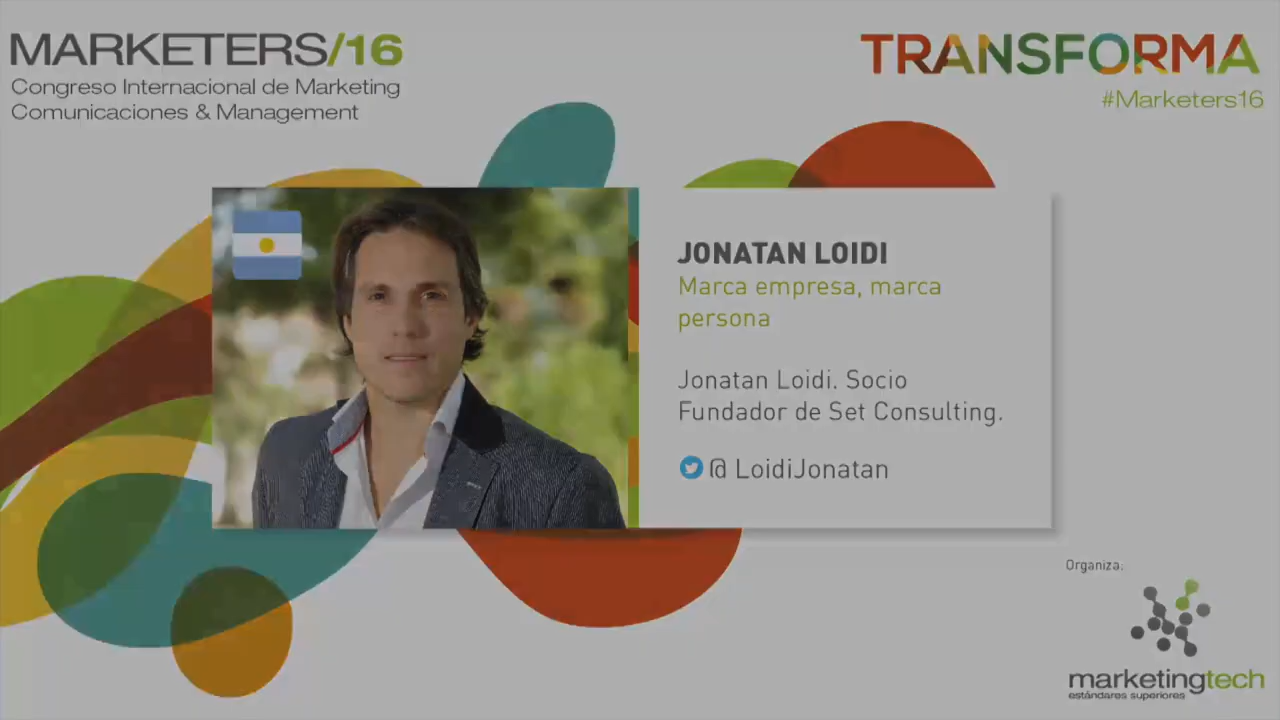 MARKETERS/16
Congreso Internacional de Marketing
Comunicaciones & Management
TRANSFORMA
#Marketers16
JONATAN LOIDI
Marca empresa, marca
persona
Jonatan Loidi. Socio
Fundador de Set Consulting.
@ LoidiJonatan
Organiza:
marketingtech
estándares superiores